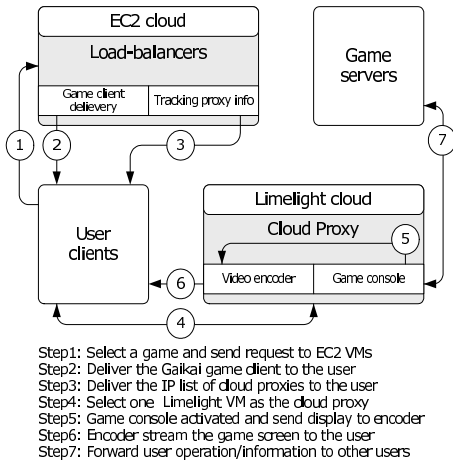 EC2 cloud
Load-balancers
Game client
delievery
Tracking proxy info
Game
servers
1
2
3
7
User
clients
Limelight cloud
Cloud Proxy
5
Video encoder
Game console
6
4
Step1: Select a game and send request to EC2 VMs
Step2: Deliver the Gaikai game client to the user
Step3: Deliver the IP list of cloud proxies to the user
Step4: Select one Limelight VM as the cloud proxy
Step5: Game console activated and send display to encoder
Step6: Encoder stream the game screen to the user
Step7: Forward user operation/information to other users